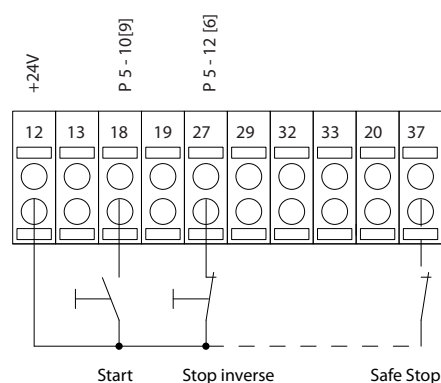 +24V
P 5 - 10[9]
P 5 - 12 [6]
12 13 18 19 27 29 32 33 20 37
Start Stop inverse Safe Stop